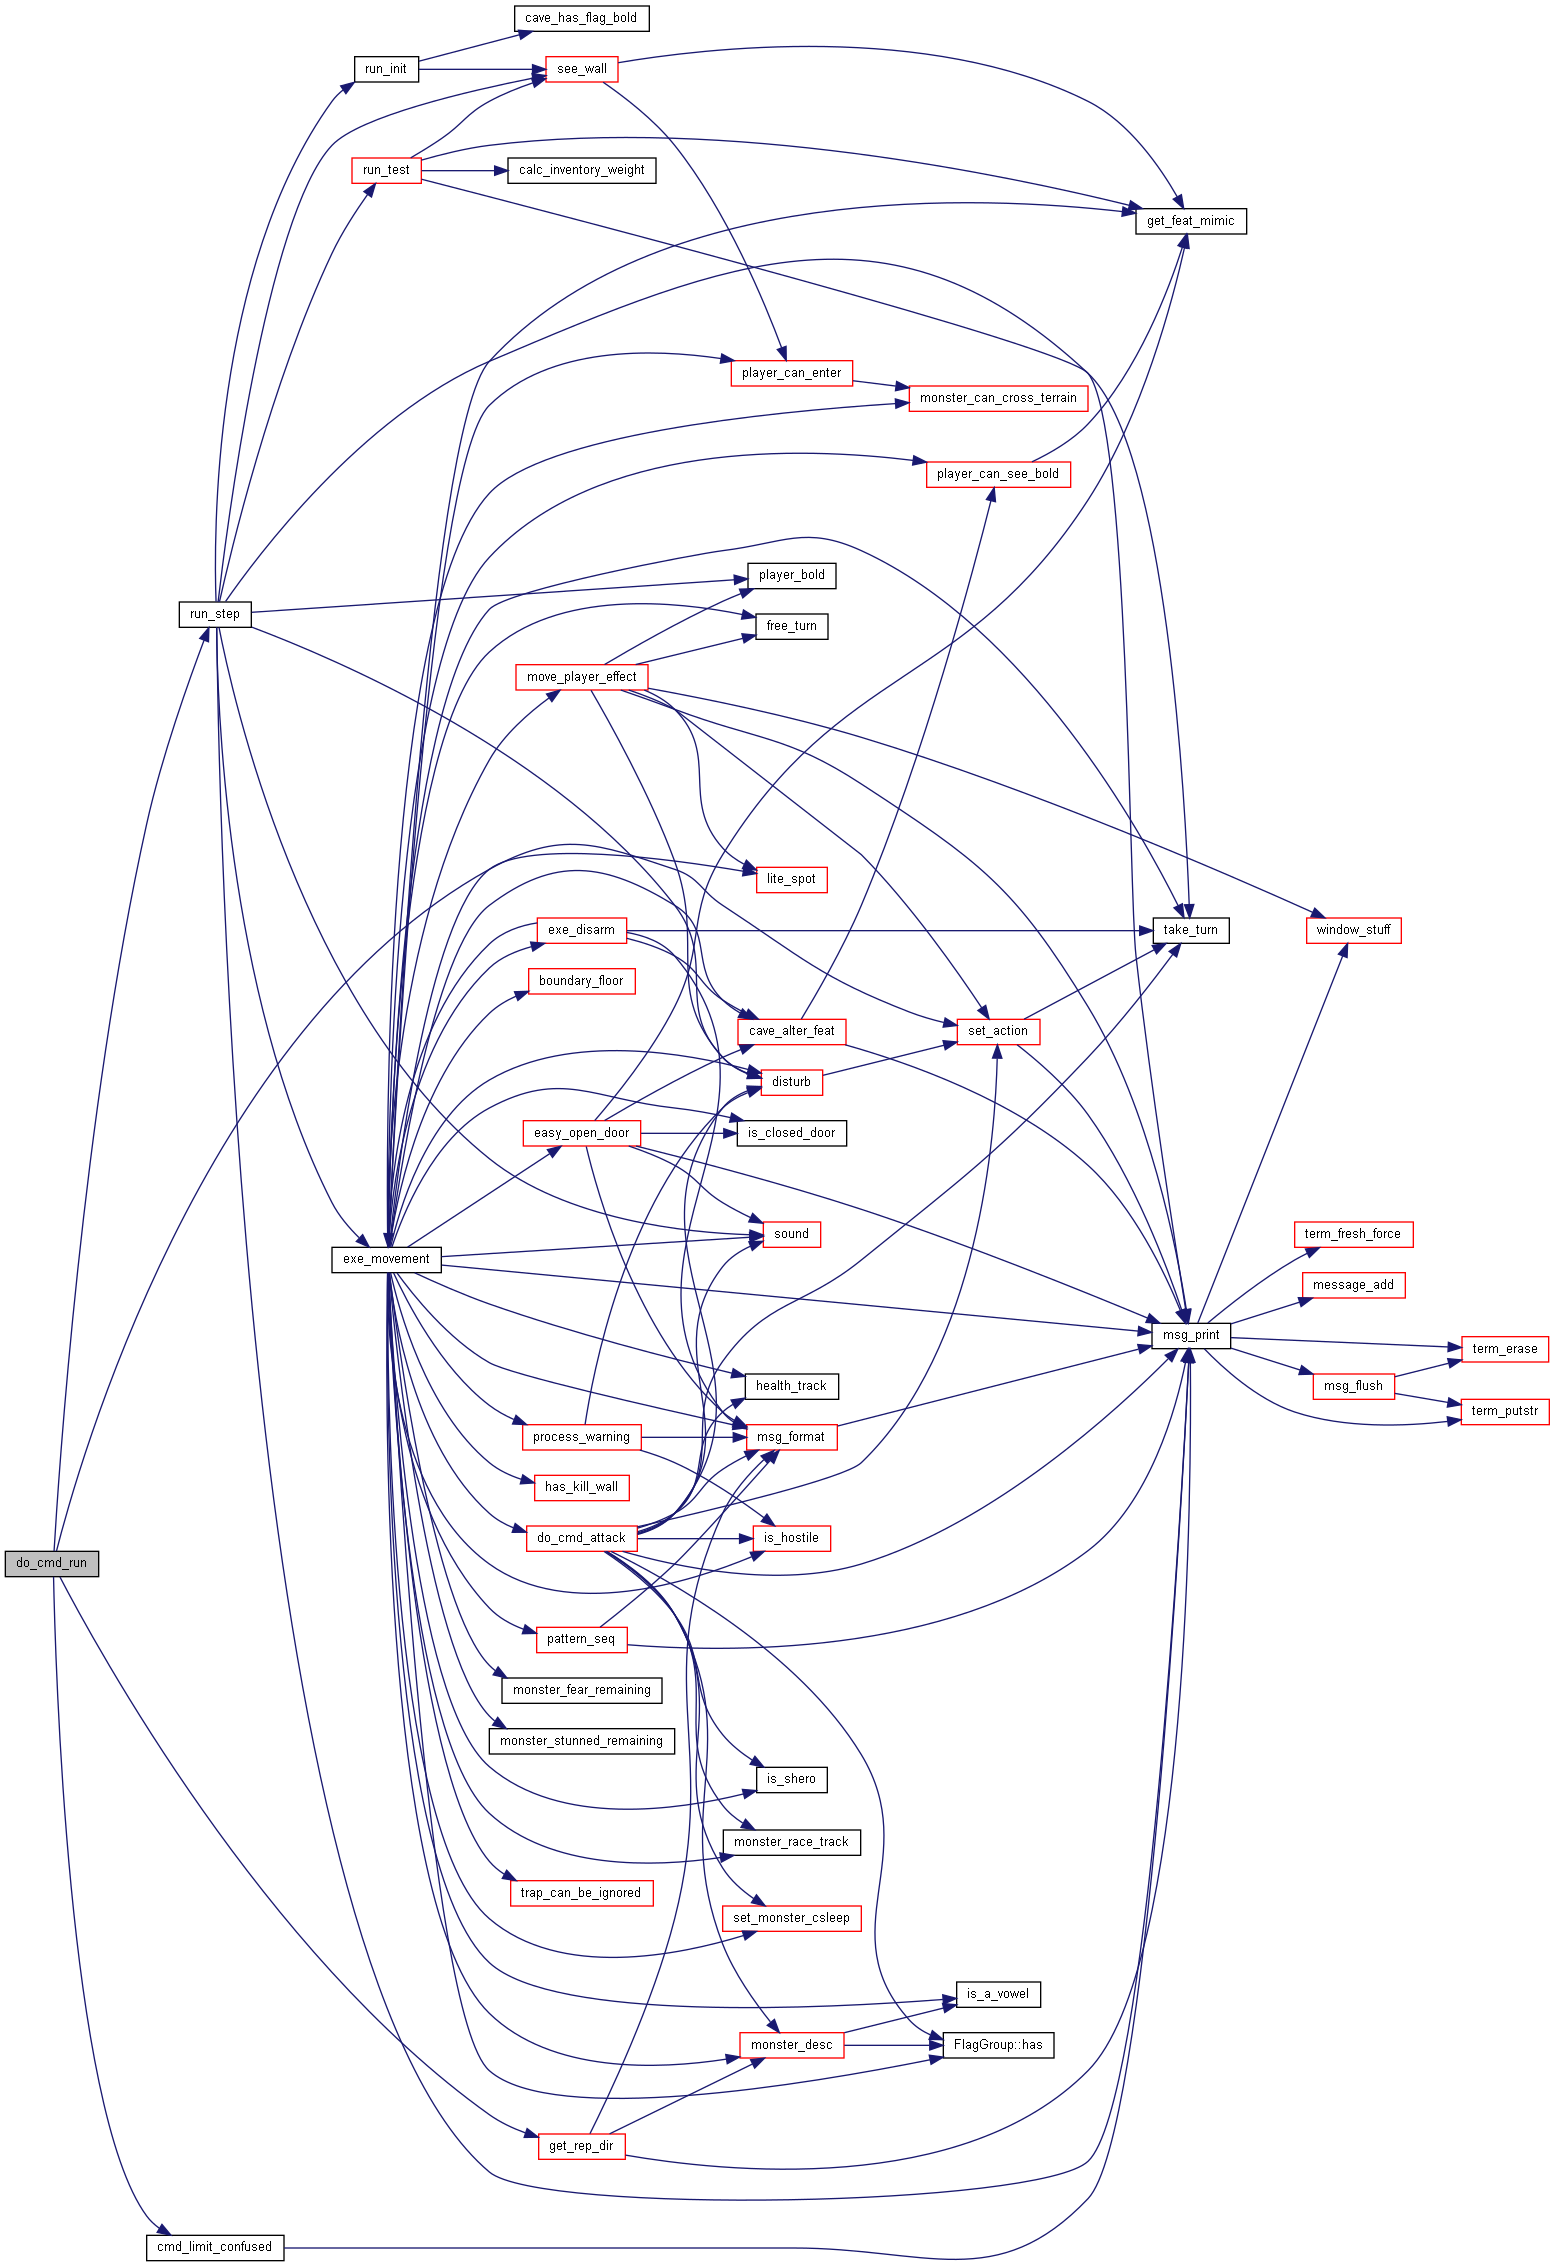 cave_has_flag_bold
run_init
see_wall
run_test
calc_inventory_weight
get_feat_mimic
player_can_enter
monster_can_cross_terrain
player_can_see_bold
player_bold
run_step
free_turn
move_player_effect
lite_spot
exe_disarm
take_turn
window_stuff
boundary_floor
cave_alter_feat
set_action
disturb
easy_open_door
is_closed_door
sound
term_fresh_force
exe_movement
message_add
msg_print
term_erase
health_track
msg_flush
term_putstr
process_warning
msg_format
has_kill_wall
do_cmd_attack
is_hostile
do_cmd_run
pattern_seq
monster_fear_remaining
monster_stunned_remaining
is_shero
monster_race_track
trap_can_be_ignored
set_monster_csleep
is_a_vowel
monster_desc
FlagGroup::has
get_rep_dir
cmd_limit_confused